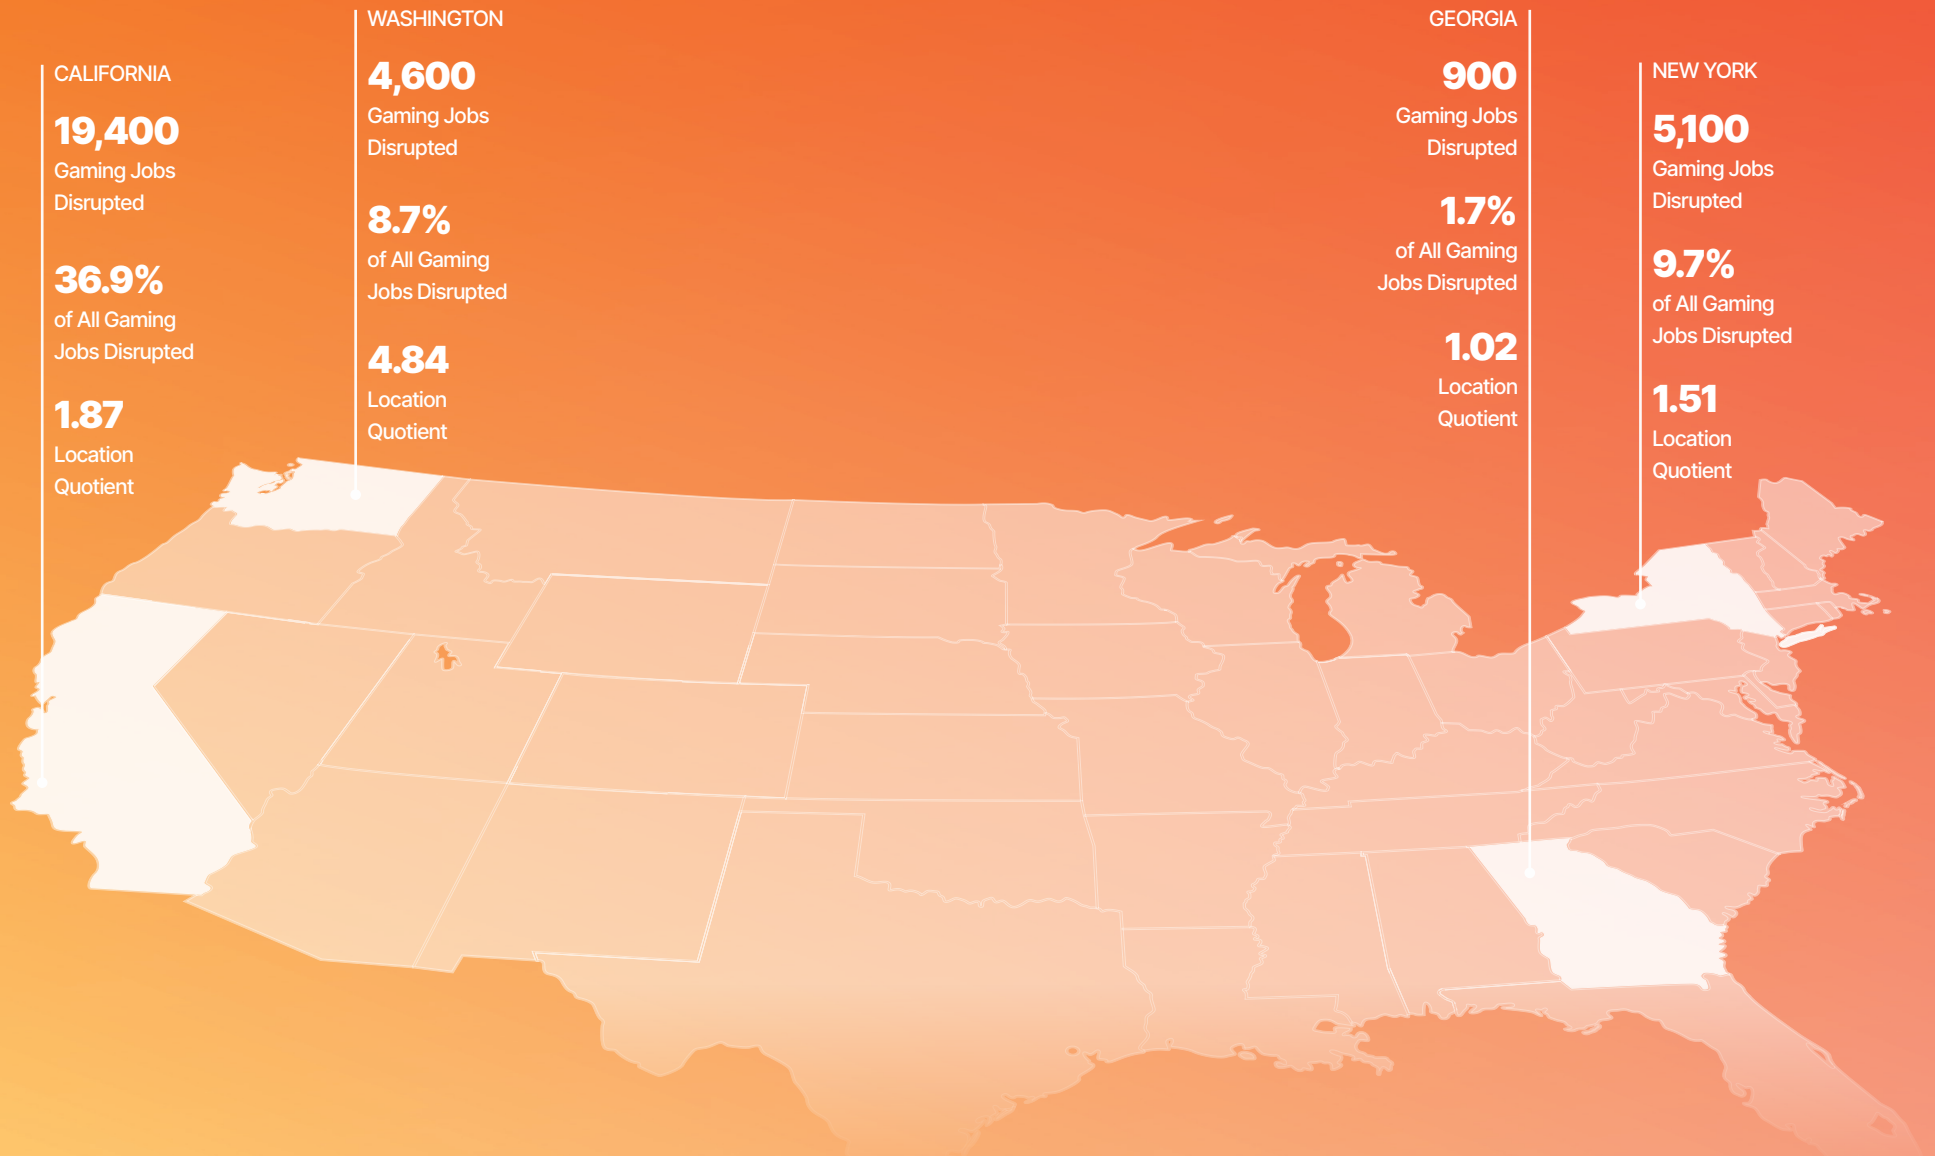 CALIFORNIA
19,400
Gaming Jobs
Disrupted
36.9%
of All Gaming
Jobs Disrupted
1.87
Location
Quotient
WASHINGTON
4,600
Gaming Jobs
Disrupted
8.7%
of All Gaming
Jobs Disrupted
4.84
Location
Quotient
GEORGIA
900
Gaming Jobs
Disrupted
1.7%
of All Gaming
Jobs Disrupted
1.02
Location
Quotient
NEW YORK
5,100
Gaming Jobs
Disrupted
9.7%
of All Gaming
Jobs Disrupted
1.51
Location
Quotient